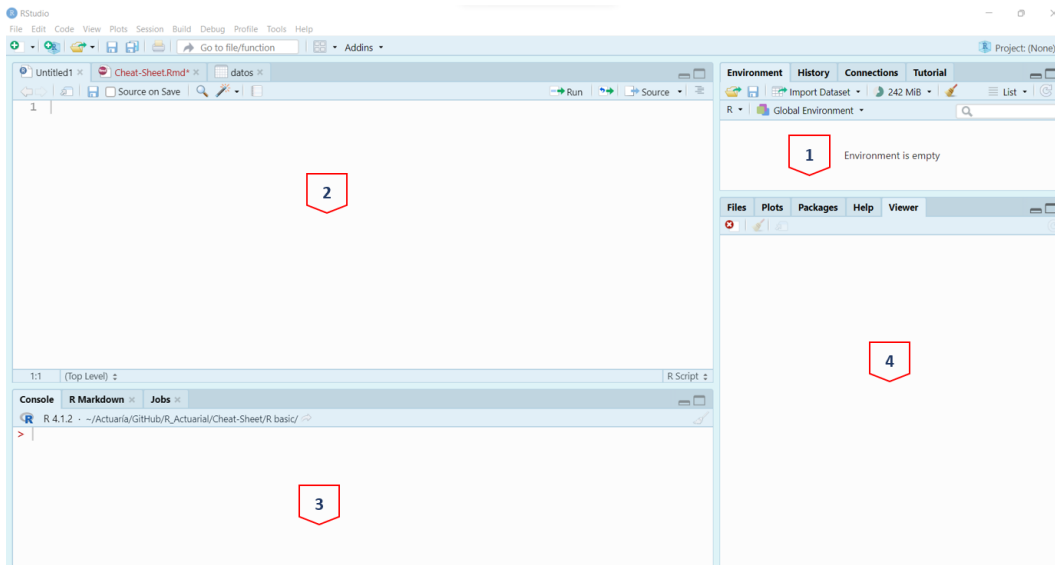 RStudio
File Edit Code View Plots Session Build Debug Profile Tools Help
Go to file/function Addins Project: (None)
Untitled1 Cheat-Sheet.Rmd* datos
Source on Save Run Source
1
2
1:1 (Top Level) R Script
Console R Markdown Jobs
R 4.1.2 · ~/Actuaría/GitHub/R_Actuarial/Cheat-Sheet/R basic/
>
3
Environment History Connections Tutorial
Import Dataset 242 MiB List
R Global Environment
1 Environment is empty
Files Plots Packages Help Viewer
4